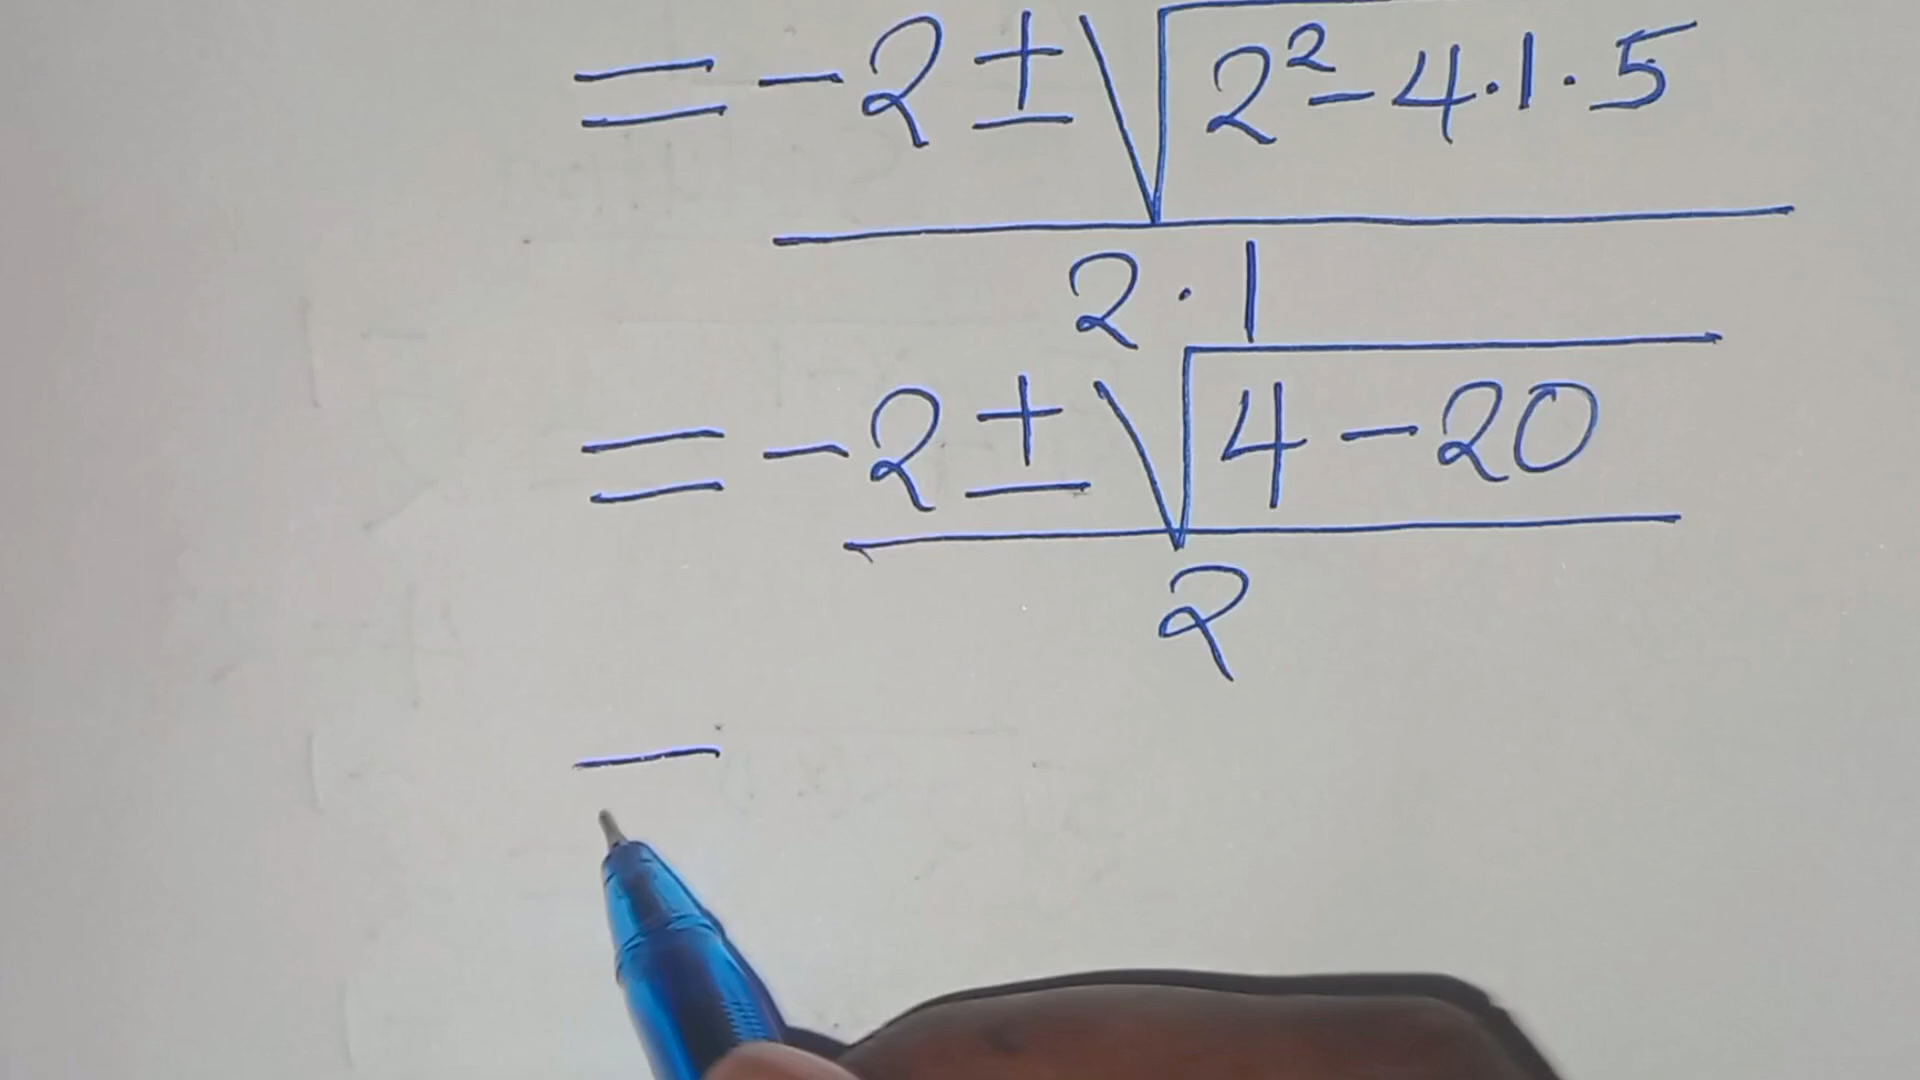 = -2 ± √(2² - 4·1·5)
2·1
= -2 ± √(4 - 20)
2